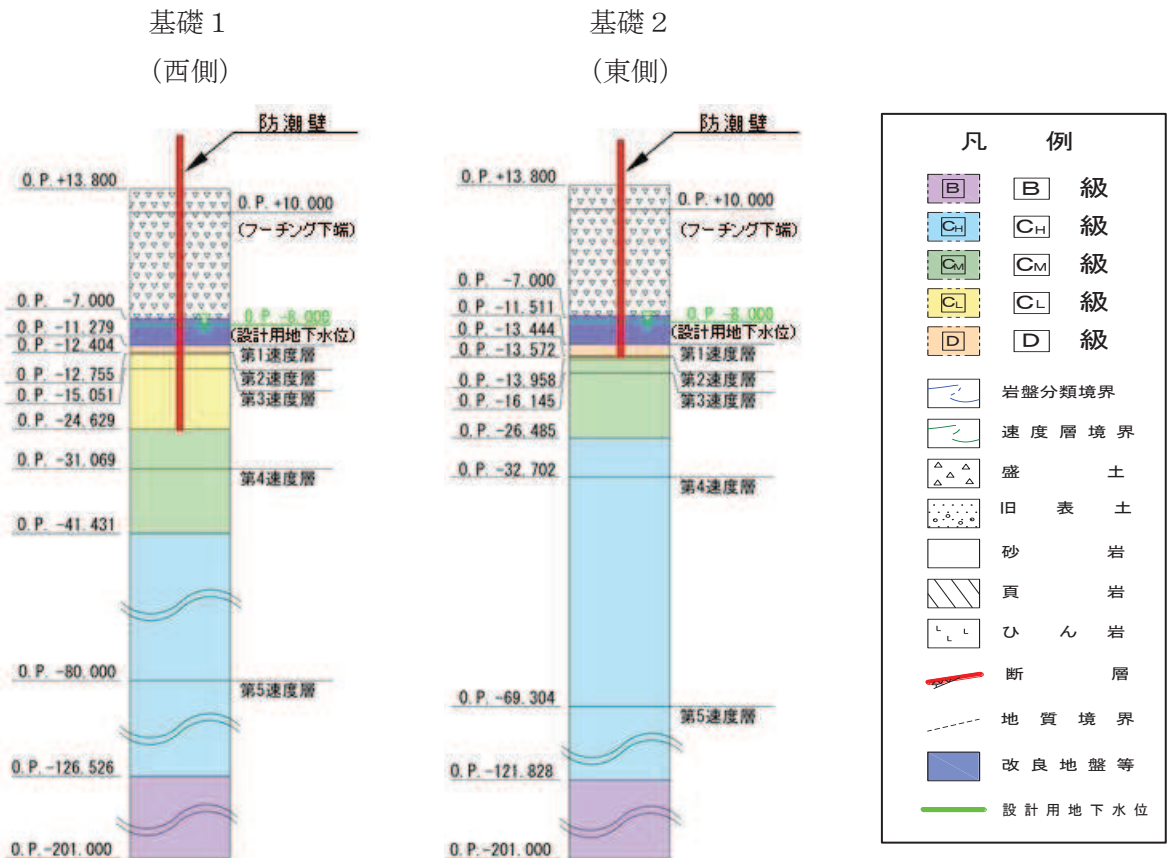 基礎１
（西側）
防潮壁
O.P.+13.800
O.P.+10.000
(フーチング下端)
O.P. -7.000
O.P. -8.000
(設計用地下水位)
O.P. -11.279
O.P. -12.404
第1速度層
O.P. -12.755
第2速度層
O.P. -15.051
第3速度層
O.P. -24.629
O.P. -31.069
第4速度層
O.P. -41.431
O.P. -80.000
第5速度層
O.P.-126.526
O.P.-201.000
基礎２
（東側）
防潮壁
O.P.+13.800
O.P.+10.000
(フーチング下端)
O.P. -7.000
O.P. -11.511
O.P. -8.000
(設計用地下水位)
O.P. -13.444
O.P. -13.572
第1速度層
O.P. -13.958
第2速度層
O.P. -16.145
第3速度層
O.P. -26.485
O.P. -32.702
第4速度層
O.P. -69.304
第5速度層
O.P.-121.828
O.P.-201.000
凡 例
B B 級
CH CH 級
CM CM 級
CL CL 級
D D 級
岩盤分類境界
速度層境界
盛土
旧表土
砂岩
頁岩
ひん岩
断層
地質境界
改良地盤等
設計用地下水位